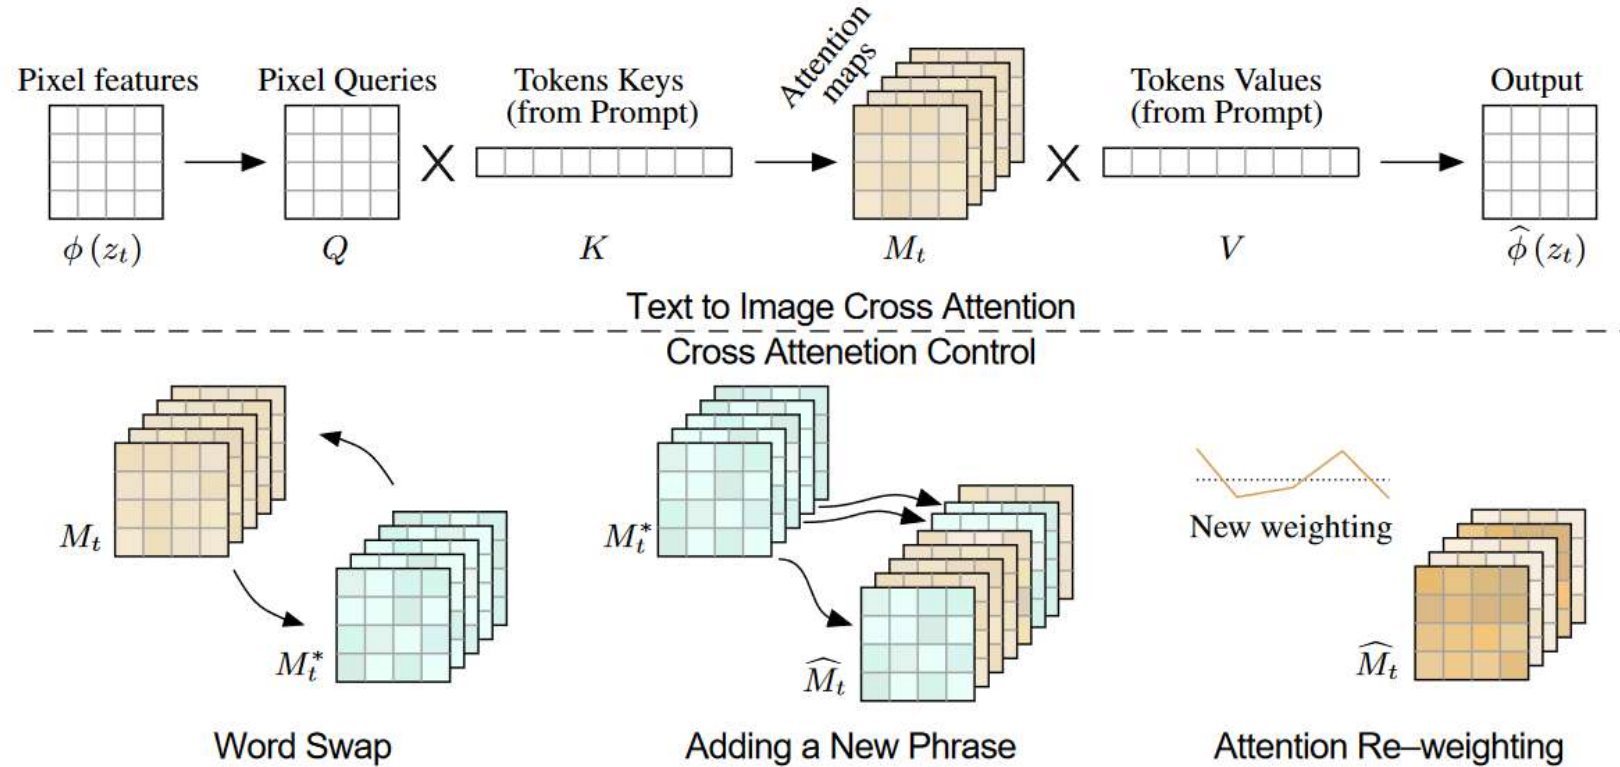 Pixel features
Pixel Queries
Tokens Keys
(from Prompt)
Attention
maps
Tokens Values
(from Prompt)
Output
ϕ (z_t)
Q
X
K
M_t
X
V
ϕ̂ (z_t)
Text to Image Cross Attention
Cross Attenetion Control
M_t
M_t^*
Word Swap
M_t^*
M̂_t
Adding a New Phrase
New weighting
M̂_t
Attention Re–weighting